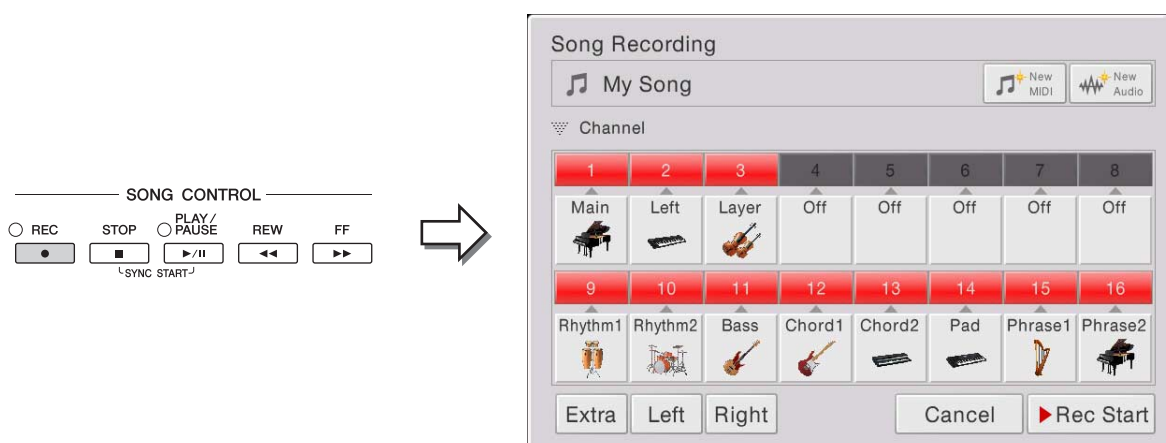 SONG CONTROL
REC STOP PLAY/PAUSE REW FF
SYNC START
Song Recording
My Song
New MIDI
New Audio
Channel
1 2 3 4 5 6 7 8
Main Left Layer Off Off Off Off Off
9 10 11 12 13 14 15 16
Rhythm1 Rhythm2 Bass Chord1 Chord2 Pad Phrase1 Phrase2
Extra Left Right Cancel Rec Start